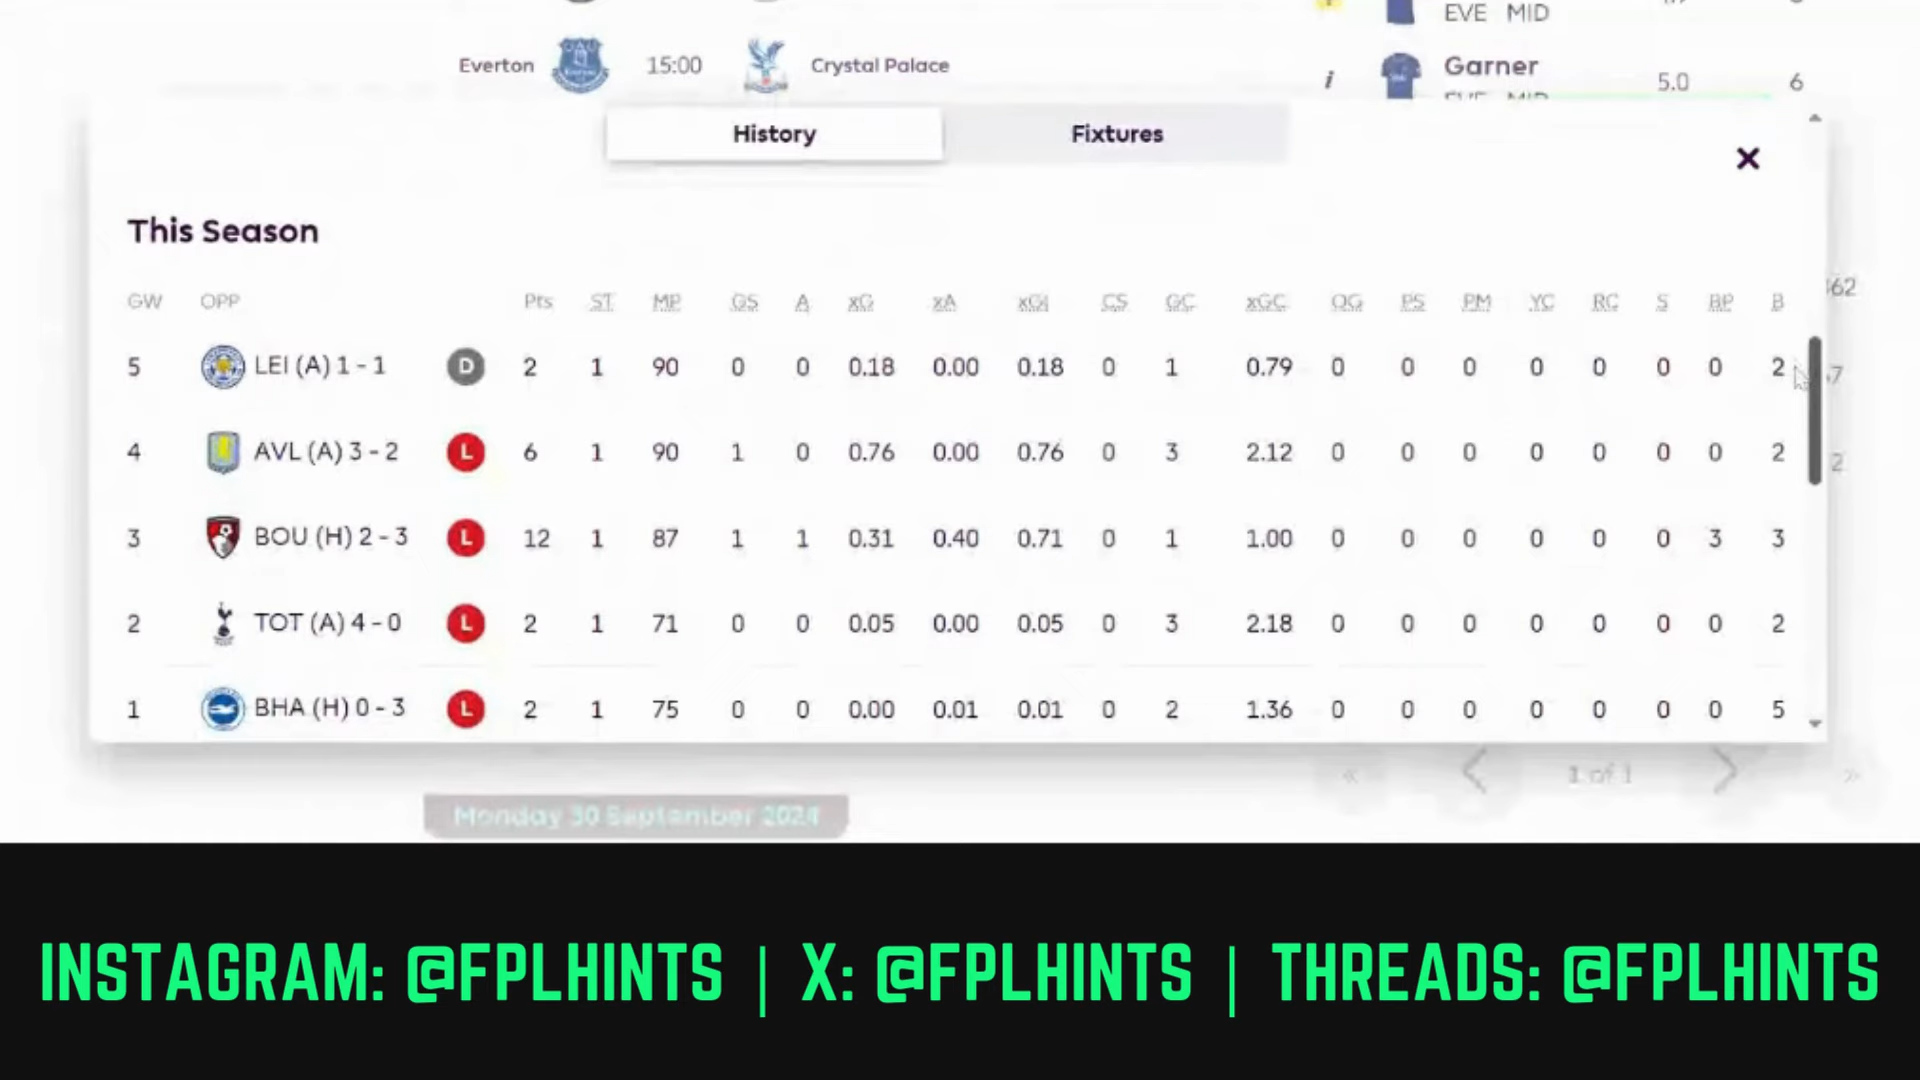 EVE MID
Everton 15:00 Crystal Palace
i Garner 5.0 6
History Fixtures
This Season
GW OPP Pts ST MP GS A xG xA xGI CS GC xGC OG PS PM YC RC S BP B
5 LEI (A) 1 - 1 D 2 1 90 0 0 0.18 0.00 0.18 0 1 0.79 0 0 0 0 0 0 0 2
4 AVL (A) 3 - 2 L 6 1 90 1 0 0.76 0.00 0.76 0 3 2.12 0 0 0 0 0 0 0 2
3 BOU (H) 2 - 3 L 12 1 87 1 1 0.31 0.40 0.71 0 1 1.00 0 0 0 0 0 0 3 3
2 TOT (A) 4 - 0 L 2 1 71 0 0 0.05 0.00 0.05 0 3 2.18 0 0 0 0 0 0 0 2
1 BHA (H) 0 - 3 L 2 1 75 0 0 0.00 0.01 0.01 0 2 1.36 0 0 0 0 0 0 0 5
1 of 1
Monday 30 September 2024
INSTAGRAM: @FPLHINTS | X: @FPLHINTS | THREADS: @FPLHINTS